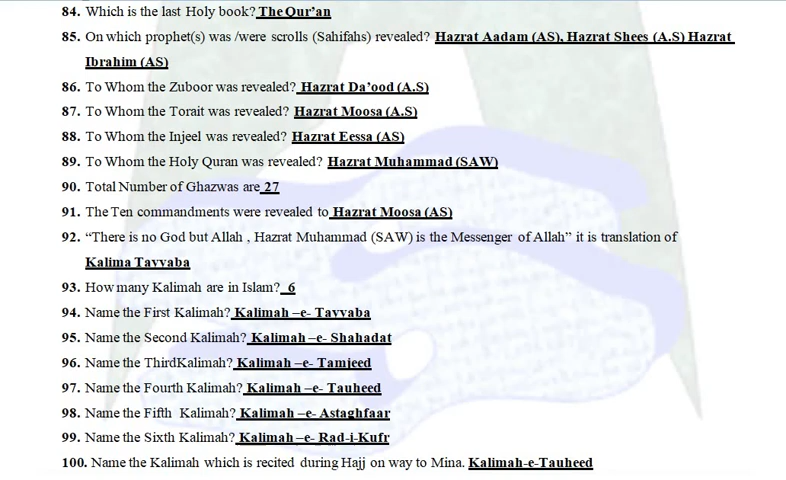 84. Which is the last Holy book? The Qur'an
85. On which prophet(s) was /were scrolls (Sahifahs) revealed? Hazrat Aadam (AS), Hazrat Shees (A.S) Hazrat
Ibrahim (AS)
86. To Whom the Zuboor was revealed? Hazrat Da'ood (A.S)
87. To Whom the Torait was revealed? Hazrat Moosa (A.S)
88. To Whom the Injeel was revealed? Hazrat Eessa (AS)
89. To Whom the Holy Quran was revealed? Hazrat Muhammad (SAW)
90. Total Number of Ghazwas are 27
91. The Ten commandments were revealed to Hazrat Moosa (AS)
92. “There is no God but Allah , Hazrat Muhammad (SAW) is the Messenger of Allah” it is translation of
Kalima Tayyaba
93. How many Kalimah are in Islam? 6
94. Name the First Kalimah? Kalimah –e- Tayyaba
95. Name the Second Kalimah? Kalimah –e- Shahadat
96. Name the ThirdKalimah? Kalimah –e- Tamjeed
97. Name the Fourth Kalimah? Kalimah –e- Tauheed
98. Name the Fifth Kalimah? Kalimah –e- Astaghfaar
99. Name the Sixth Kalimah? Kalimah –e- Rad-i-Kufr
100. Name the Kalimah which is recited during Hajj on way to Mina. Kalimah-e-Tauheed